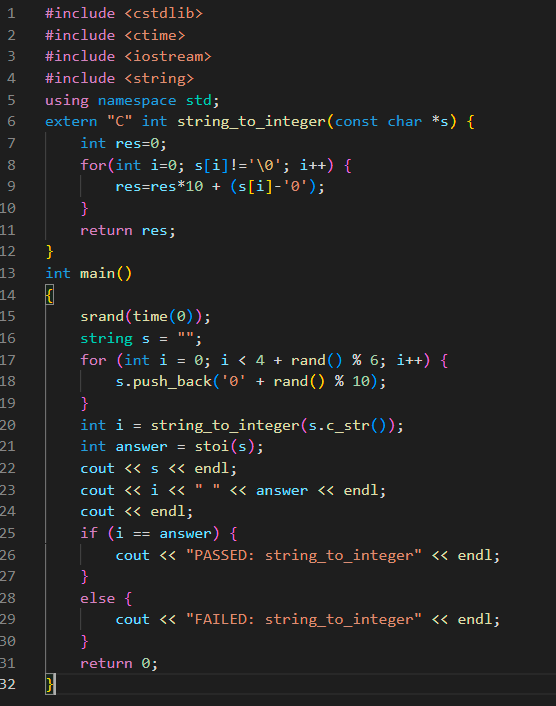 1 #include <cstdlib>
2 #include <ctime>
3 #include <iostream>
4 #include <string>
5 using namespace std;
6 extern "C" int string_to_integer(const char *s) {
7     int res=0;
8     for(int i=0; s[i]!='\0'; i++) {
9         res=res*10 + (s[i]-'0');
10     }
11     return res;
12 }
13 int main()
14 {
15     srand(time(0));
16     string s = "";
17     for (int i = 0; i < 4 + rand() % 6; i++) {
18         s.push_back('0' + rand() % 10);
19     }
20     int i = string_to_integer(s.c_str());
21     int answer = stoi(s);
22     cout << s << endl;
23     cout << i << " " << answer << endl;
24     cout << endl;
25     if (i == answer) {
26         cout << "PASSED: string_to_integer" << endl;
27     }
28     else {
29         cout << "FAILED: string_to_integer" << endl;
30     }
31     return 0;
32 }